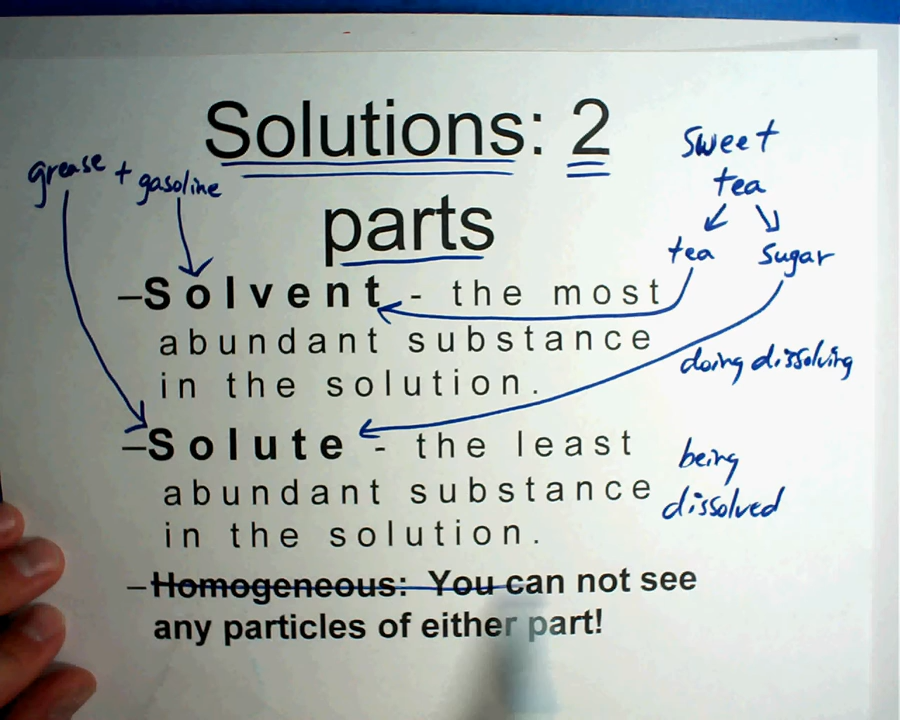 Solutions: 2
parts
grease + gasoline
sweet
tea
tea sugar
–Solvent - the most
abundant substance
in the solution.
doing dissolving
–Solute - the least
abundant substance
in the solution.
being
dissolved
–Homogeneous: You can not see
any particles of either part!